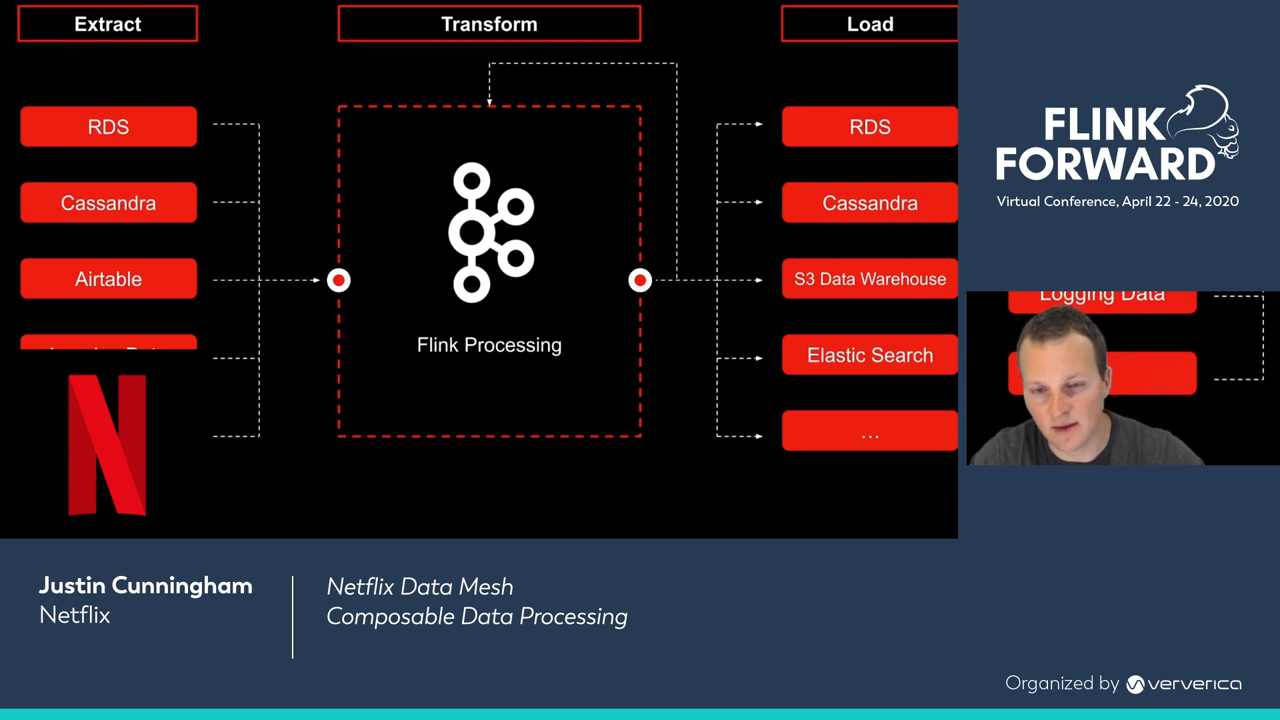 Extract
Transform
Load
RDS
Cassandra
Airtable
Flink Processing
RDS
Cassandra
S3 Data Warehouse
Elastic Search
...
FLINK
FORWARD
Virtual Conference, April 22 - 24, 2020
Logging Data
Justin Cunningham
Netflix
Netflix Data Mesh
Composable Data Processing
Organized by ververica